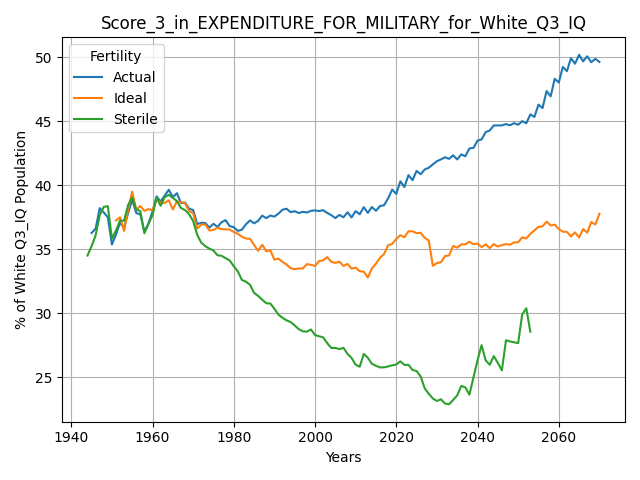 Score_3_in_EXPENDITURE_FOR_MILITARY_for_White_Q3_IQ
Fertility
Actual
Ideal
Sterile
% of White Q3_IQ Population
50
45
40
35
30
25
1940
1960
1980
2000
2020
2040
2060
Years